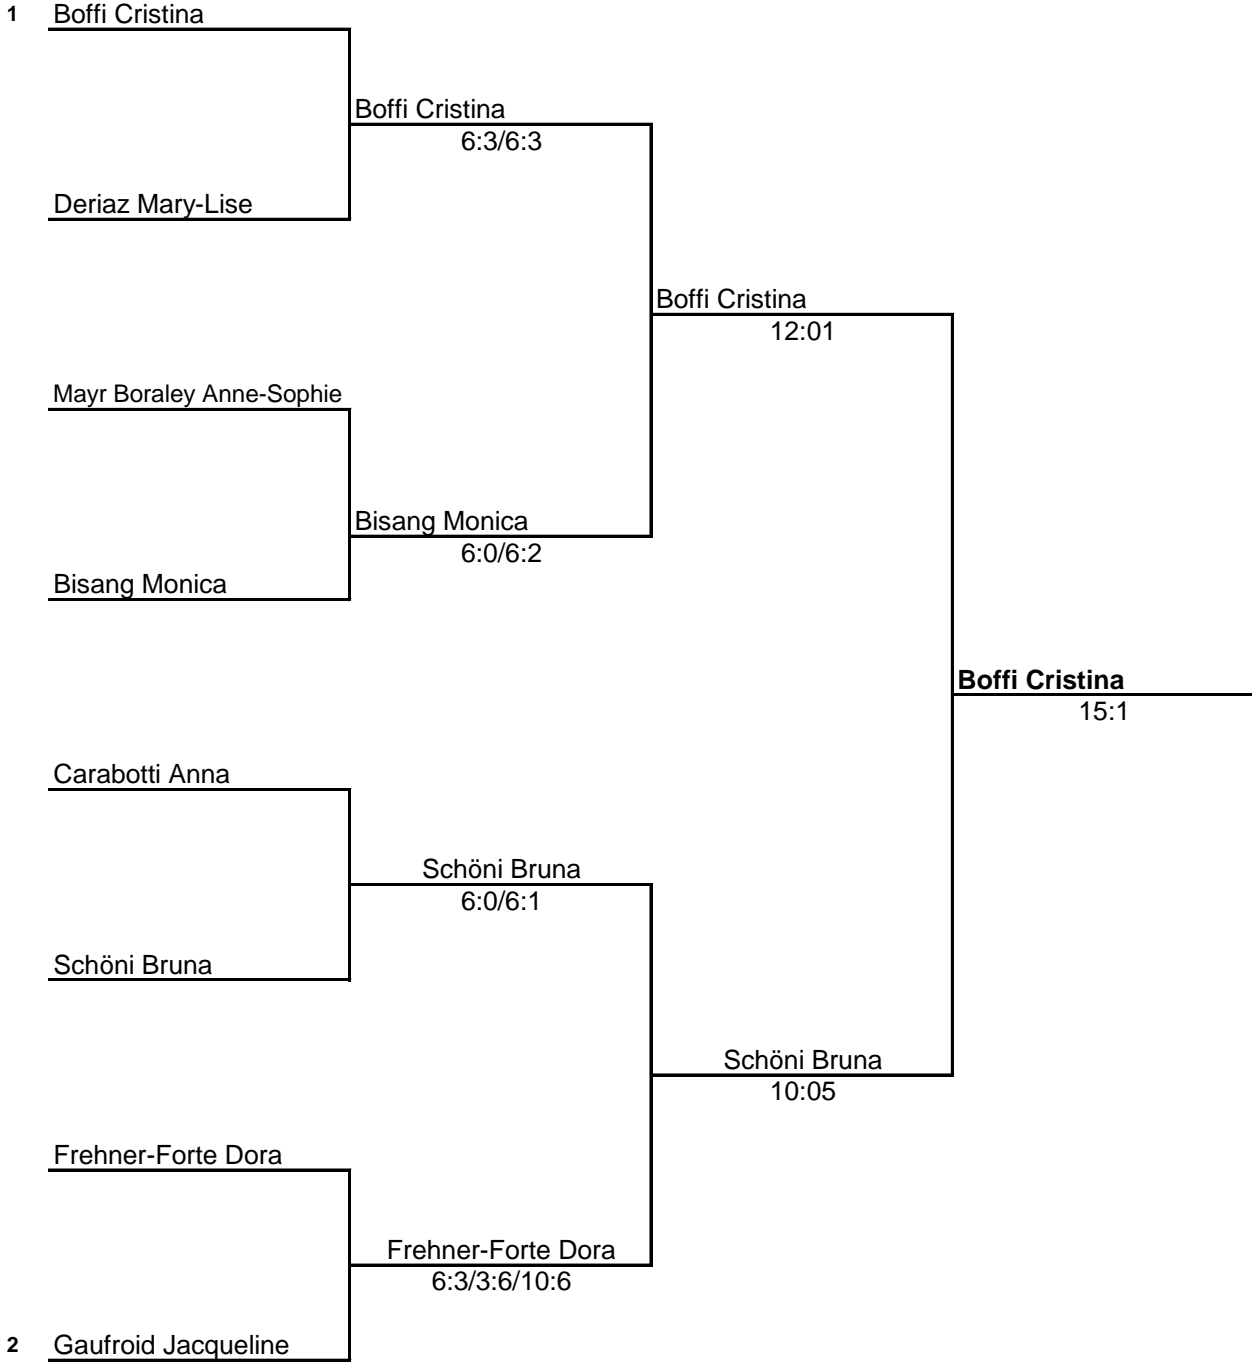 1 Boffi Cristina
Boffi Cristina
6:3/6:3
Deriaz Mary-Lise
Boffi Cristina
12:01
Mayr Boraley Anne-Sophie
Bisang Monica
6:0/6:2
Bisang Monica
Boffi Cristina
15:1
Carabotti Anna
Schöni Bruna
6:0/6:1
Schöni Bruna
Schöni Bruna
10:05
Frehner-Forte Dora
Frehner-Forte Dora
6:3/3:6/10:6
2 Gaufroid Jacqueline